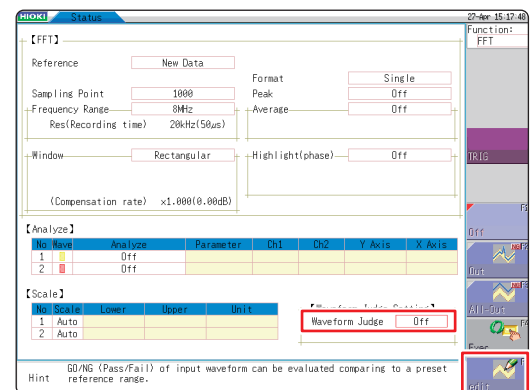 HIOKI Status 27-Apr 15:17:48
Function:
FFT
【FFT】
Reference New Data
Format Single
Sampling Point 1000 Peak Off
Frequency Range 8MHz Average Off
Res(Recording time) 20kHz(50μs)
TRIG
Window Rectangular Highlight(phase) Off
(Compensation rate) x1.000(0.00dB)
【Analyze】
No Wave Analyze Parameter Ch1 Ch2 Y Axis X Axis
1 Off
2 Off
Off
Out
【Scale】
No Scale Lower Upper Unit
1 Auto
2 Auto
Waveform Judge Off
All-Out
Exec
Hint GO/NG (Pass/Fail) of input waveform can be evaluated comparing to a preset
reference range.
edit